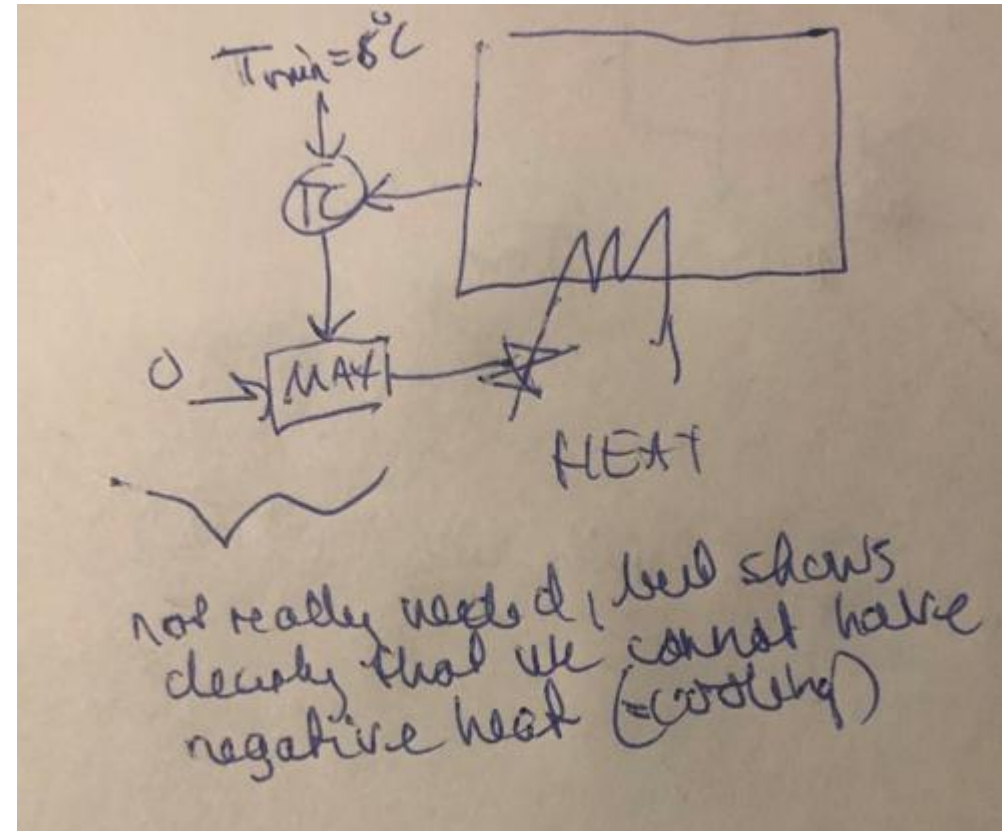 Tmin=8°C
TC
0
MAX
HEAT
not really needed, but shows
clearly that we cannot have
negative heat (=cooling)